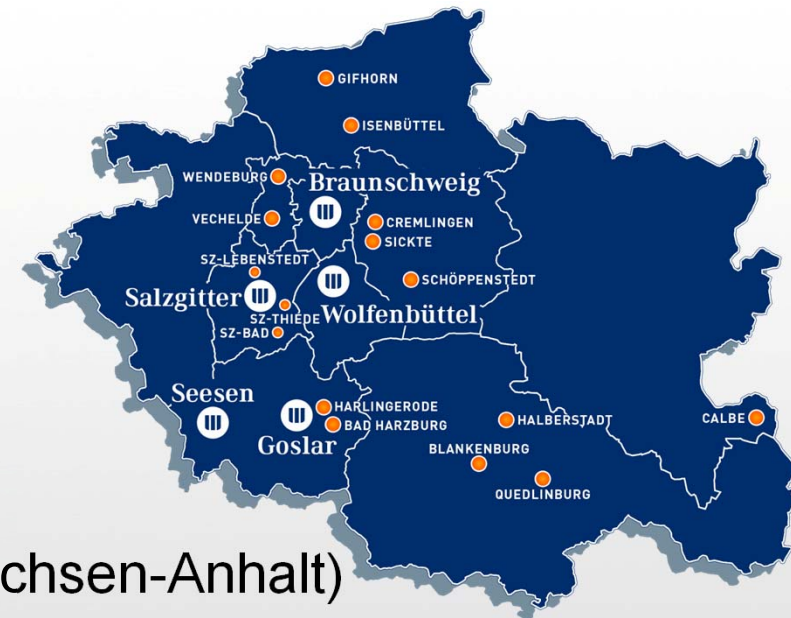 GIFHORN
ISENBÜTTEL
WENDEBURG
Braunschweig
VECHELDE
CREMLINGEN
SICKTE
SZ-LEBENSTEDT
SCHÖPPENSTEDT
Salzgitter
SZ-THIEDE
Wolfenbüttel
SZ-BAD
Seesen
HARLINGERODE
BAD HARZBURG
Goslar
HALBERSTADT
CALBE
BLANKENBURG
QUEDLINBURG
chsen-Anhalt)